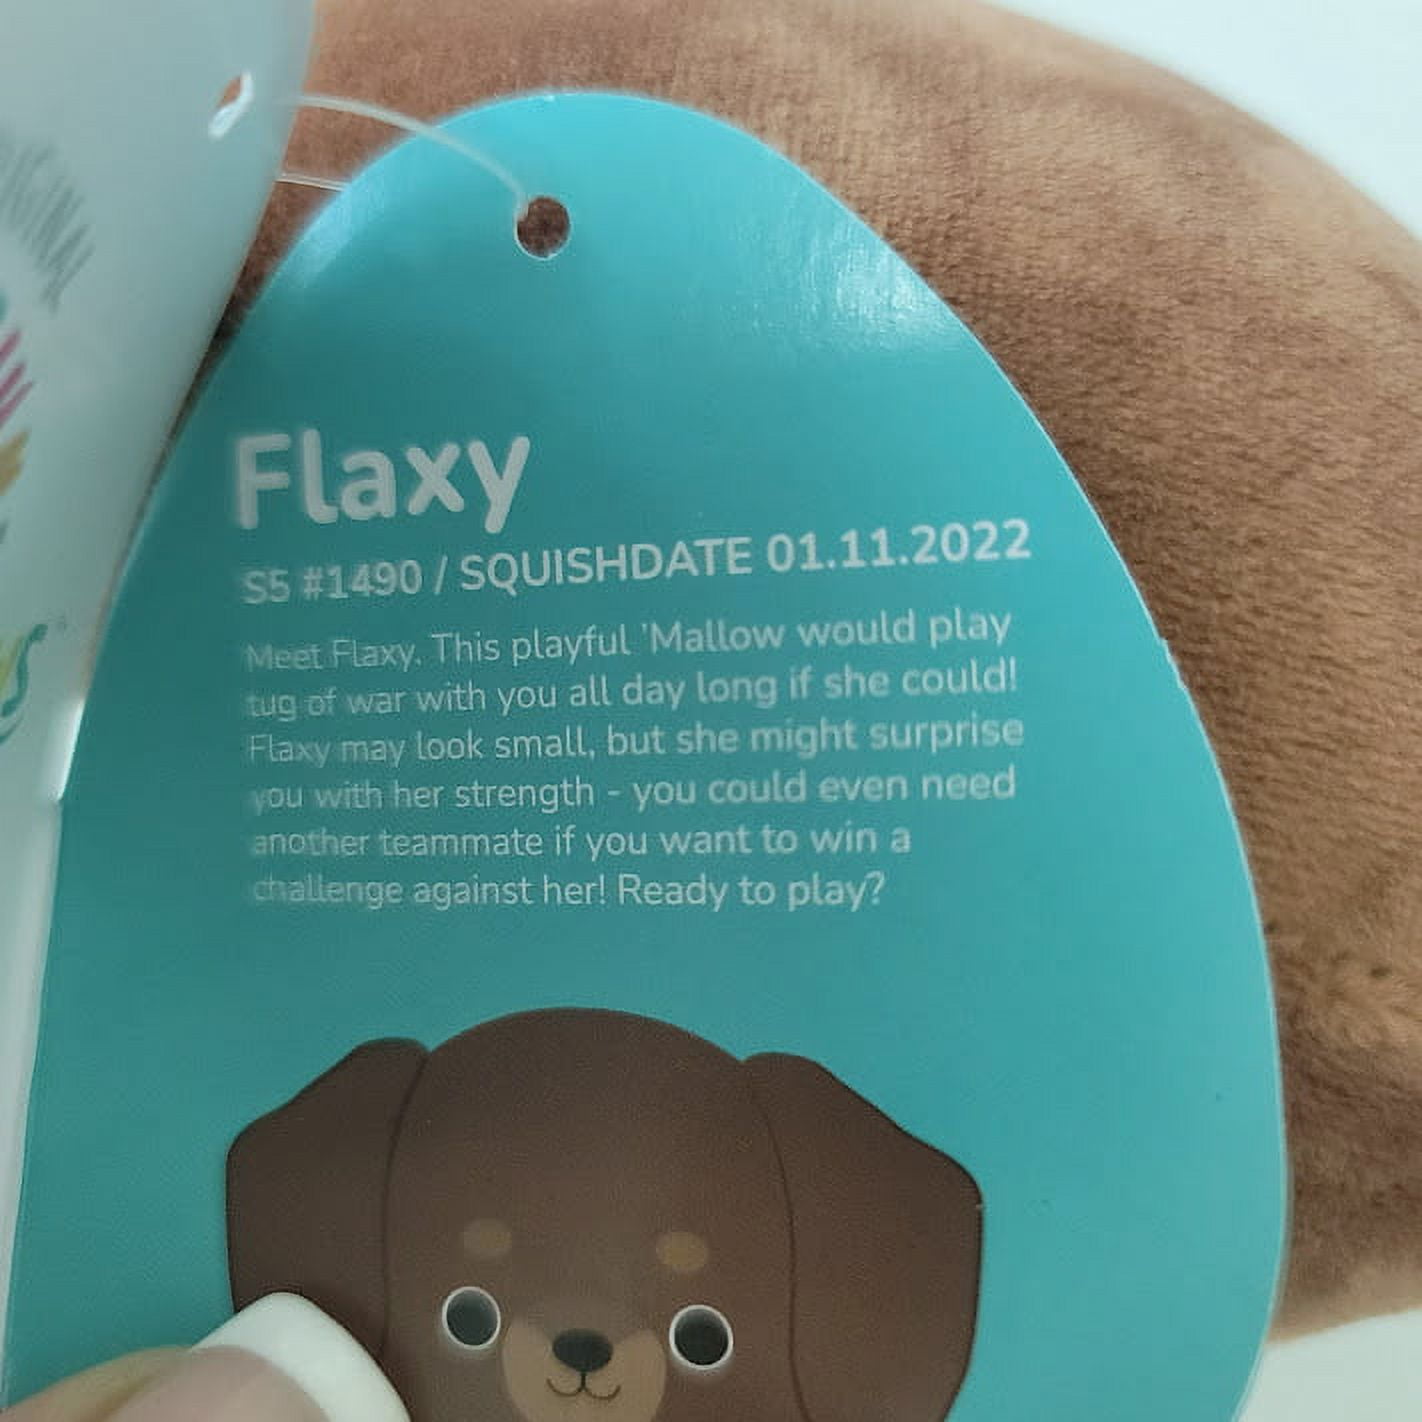 ORIGINAL
Flaxy
S5 #1490 / SQUISHDATE 01.11.2022
Meet Flaxy. This playful 'Mallow would play
tug of war with you all day long if she could!
Flaxy may look small, but she might surprise
you with her strength - you could even need
another teammate if you want to win a
challenge against her! Ready to play?